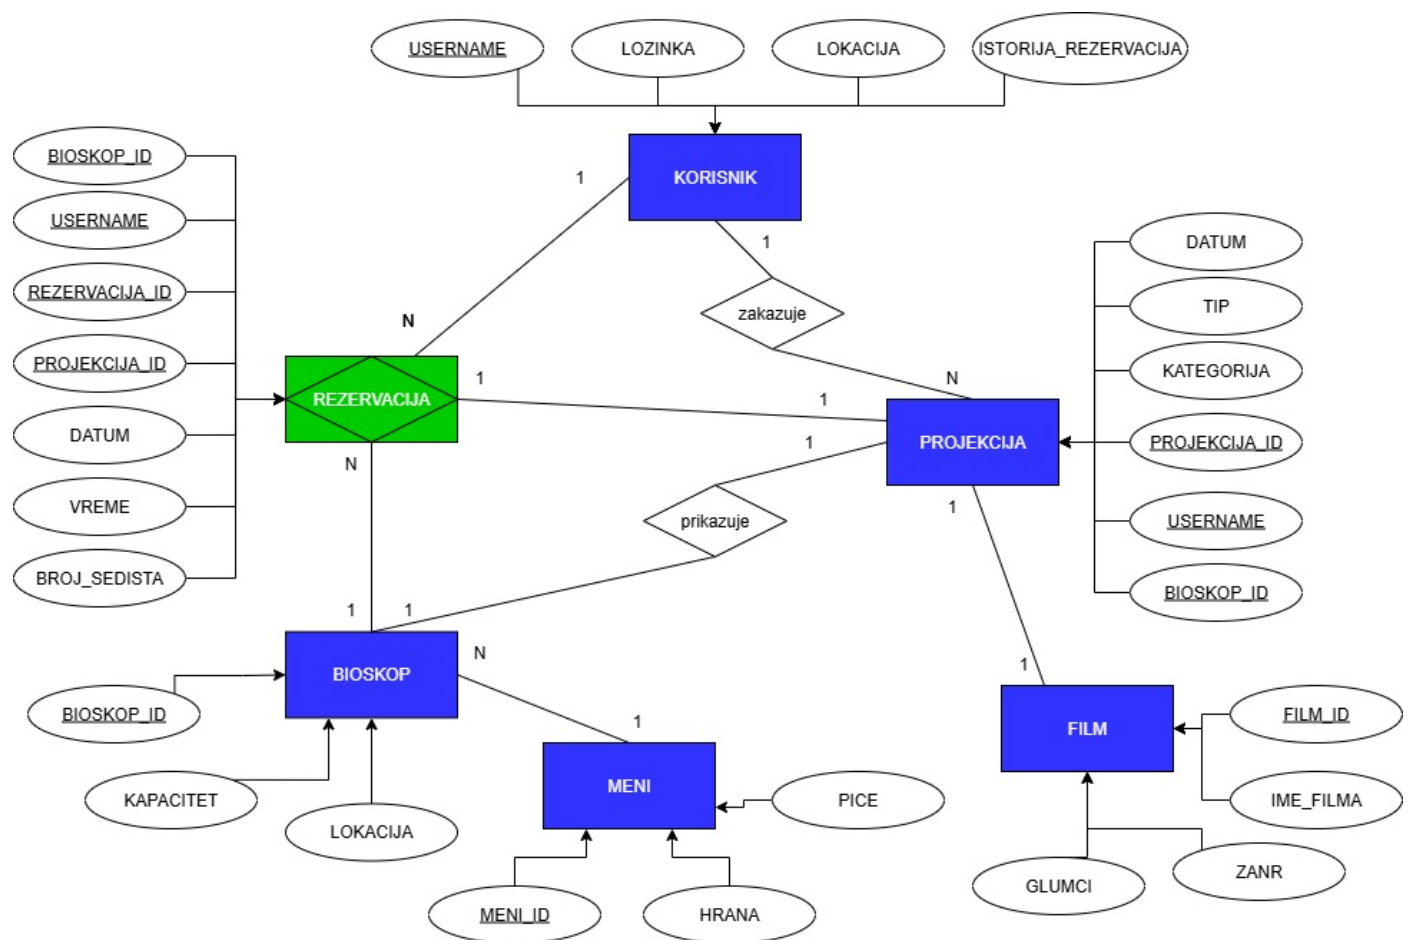 USERNAME
LOZINKA
LOKACIJA
ISTORIJA_REZERVACIJA
KORISNIK
BIOSKOP_ID
USERNAME
REZERVACIJA_ID
PROJEKCIJA_ID
DATUM
VREME
BROJ_SEDISTA
1
N
REZERVACIJA
1
zakazuje
N
DATUM
TIP
KATEGORIJA
PROJEKCIJA_ID
USERNAME
BIOSKOP_ID
PROJEKCIJA
1
1
1
N
prikazuje
1
1
1
1
BIOSKOP
N
1
BIOSKOP_ID
KAPACITET
LOKACIJA
MENI
PICE
MENI_ID
HRANA
FILM
FILM_ID
IME_FILMA
GLUMCI
ZANR